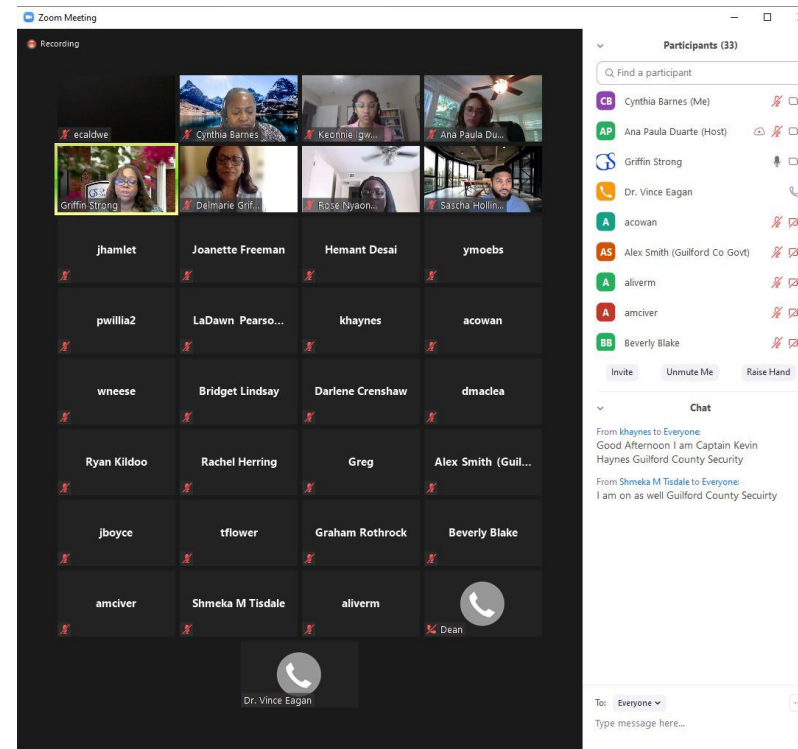 Zoom Meeting
Recording
ecaldwe
Cynthia Barnes
Keonnie Igw...
Ana Paula Du...
Griffin Strong
Delmarie Grif...
Rose Nyaon...
Sascha Hollin...
jhamlet
Joanette Freeman
Hemant Desai
ymoebs
pwillia2
LaDawn Pearso...
khaynes
acowan
wneese
Bridget Lindsay
Darlene Crenshaw
dmaclea
Ryan Kildoo
Rachel Herring
Greg
Alex Smith (Guil...
jboyce
tflower
Graham Rothrock
Beverly Blake
amciver
Shmeka M Tisdale
aliverm
Dean
Dr. Vince Eagan
Participants (33)
Find a participant
CB Cynthia Barnes (Me)
AP Ana Paula Duarte (Host)
GS Griffin Strong
Dr. Vince Eagan
A acowan
AS Alex Smith (Guilford Co Govt)
A aliverm
A amciver
BB Beverly Blake
Invite Unmute Me Raise Hand
Chat
From khaynes to Everyone:
Good Afternoon I am Captain Kevin
Haynes Guilford County Security
From Shmeka M Tisdale to Everyone:
I am on as well Guilford County Secuirty
To: Everyone
Type message here...